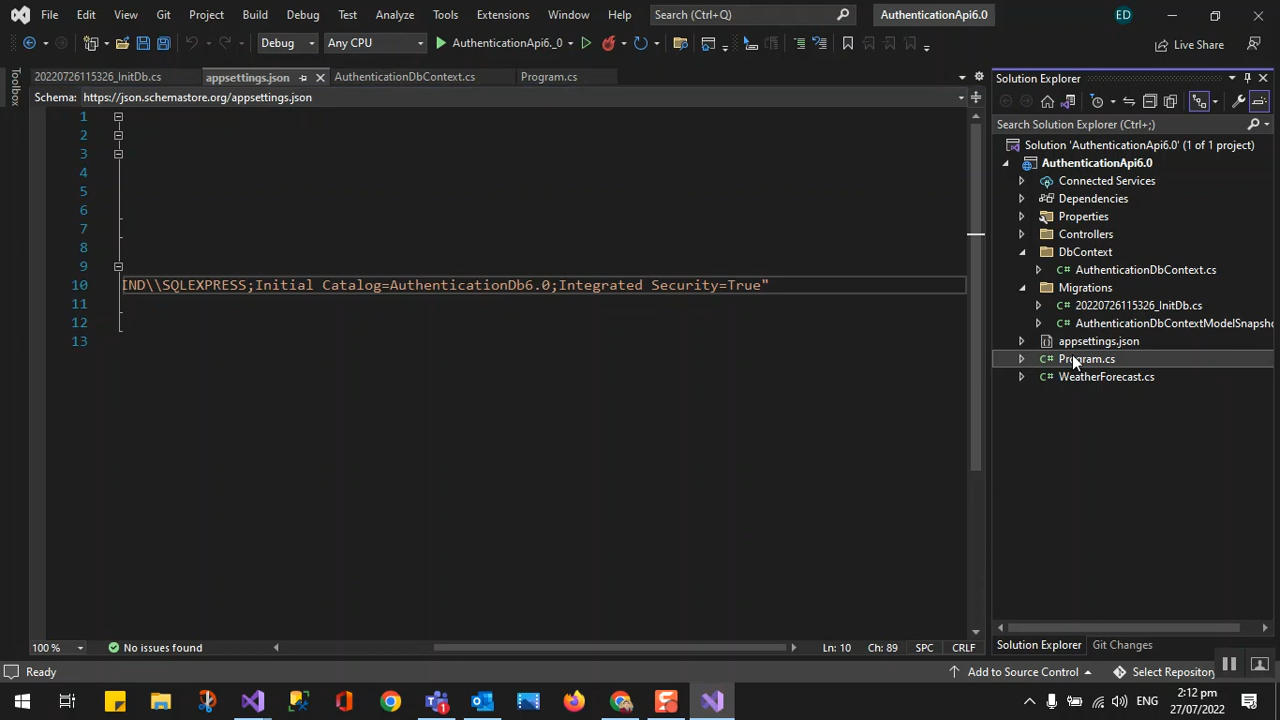 File Edit View Git Project Build Debug Test Analyze Tools Extensions Window Help Search (Ctrl+Q) AuthenticationApi6.0 ED
Debug Any CPU AuthenticationApi6._0 Live Share
20220726115326_InitDb.cs appsettings.json AuthenticationDbContext.cs Program.cs
Schema: https://json.schemastore.org/appsettings.json
Toolbox
1
2
3
4
5
6
7
8
9
10 IND\\SQLEXPRESS;Initial Catalog=AuthenticationDb6.0;Integrated Security=True"
11
12
13
100 % No issues found Ln: 10 Ch: 89 SPC CRLF
Solution Explorer
Search Solution Explorer (Ctrl+;)
Solution 'AuthenticationApi6.0' (1 of 1 project)
AuthenticationApi6.0
Connected Services
Dependencies
Properties
Controllers
DbContext
C# AuthenticationDbContext.cs
Migrations
C# 20220726115326_InitDb.cs
C# AuthenticationDbContextModelSnapsho
appsettings.json
C# Program.cs
C# WeatherForecast.cs
Solution Explorer Git Changes
Ready Add to Source Control Select Repository
1 ENG 2:12 pm
27/07/2022